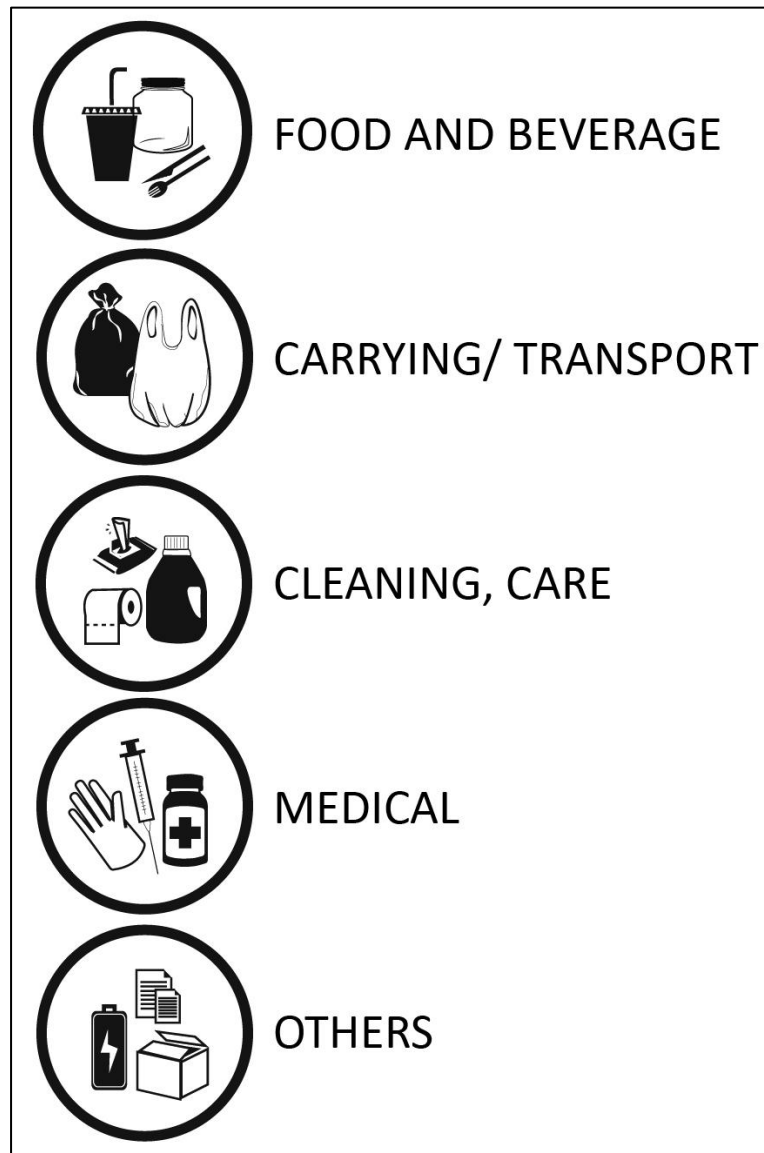 FOOD AND BEVERAGE
CARRYING/ TRANSPORT
CLEANING, CARE
MEDICAL
OTHERS